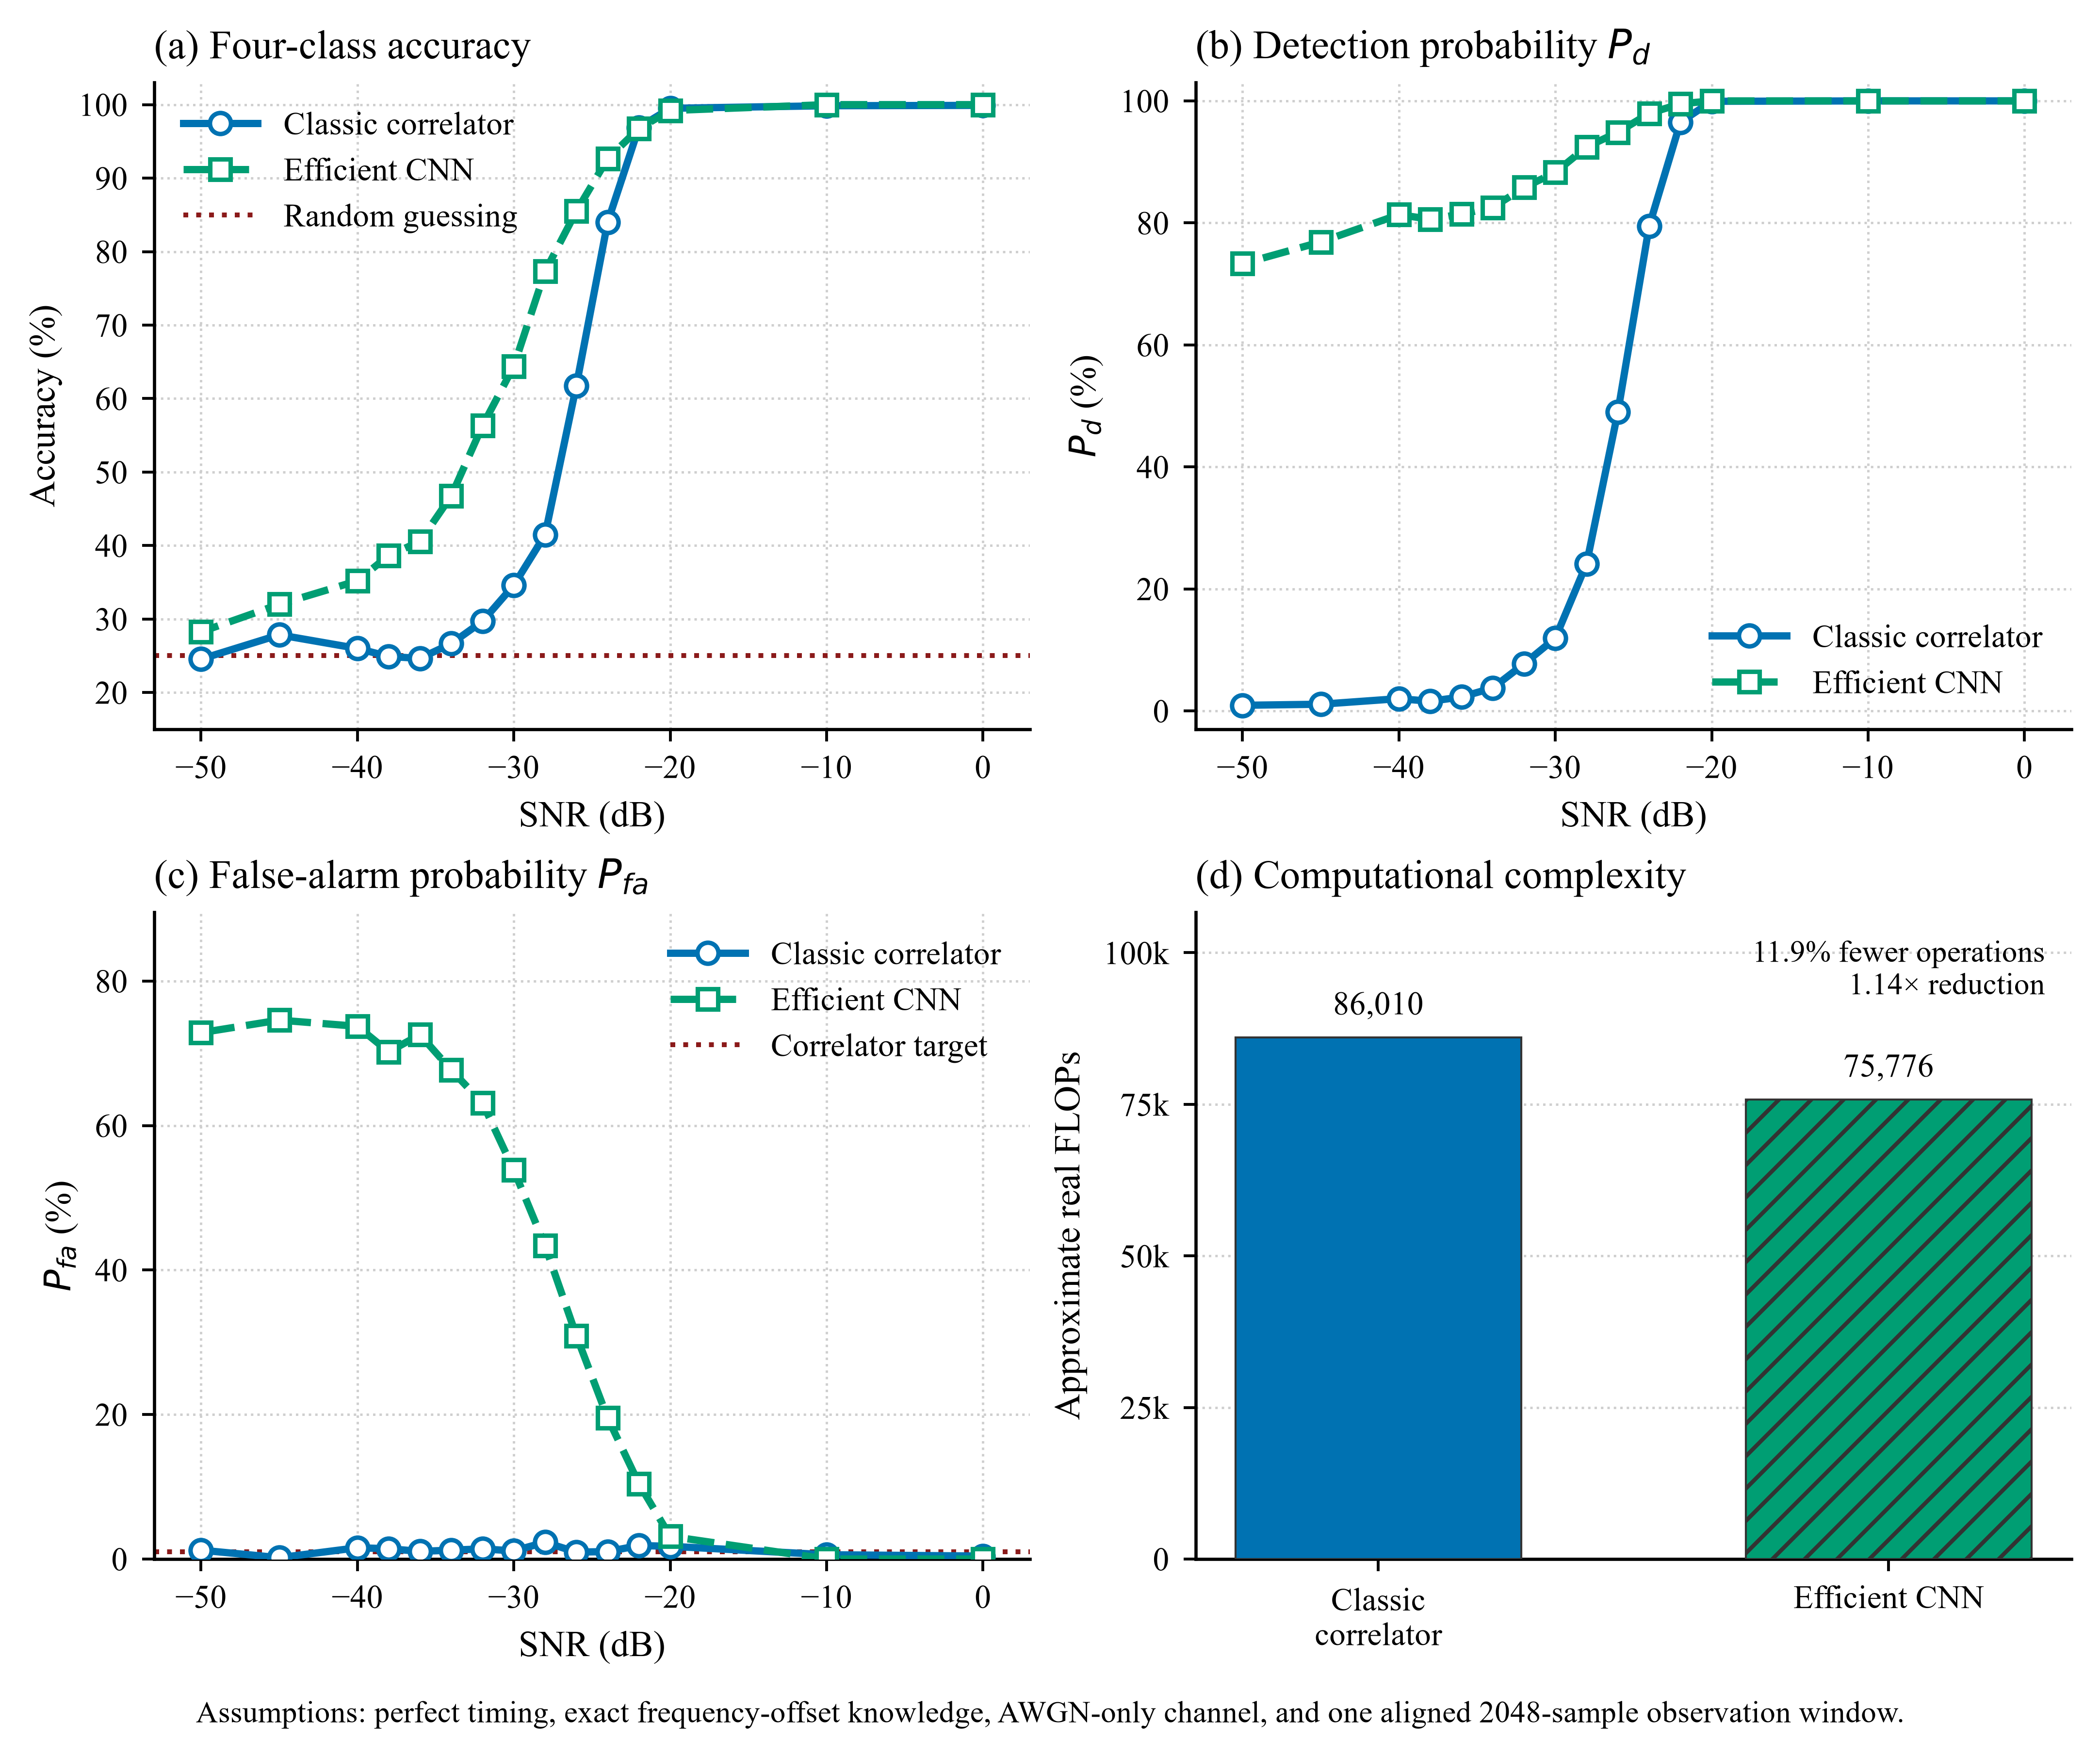 (a) Four-class accuracy
Accuracy (%)
100
90
80
70
60
50
40
30
20
Classic correlator
Efficient CNN
Random guessing
−50 −40 −30 −20 −10 0
SNR (dB)
(b) Detection probability P_d
P_d (%)
100
80
60
40
20
0
Classic correlator
Efficient CNN
−50 −40 −30 −20 −10 0
SNR (dB)
(c) False-alarm probability P_fa
P_fa (%)
80
60
40
20
0
Classic correlator
Efficient CNN
Correlator target
−50 −40 −30 −20 −10 0
SNR (dB)
(d) Computational complexity
Approximate real FLOPs
100k
75k
50k
25k
0
11.9% fewer operations
1.14× reduction
86,010
75,776
Classic
correlator
Efficient CNN
Assumptions: perfect timing, exact frequency-offset knowledge, AWGN-only channel, and one aligned 2048-sample observation window.